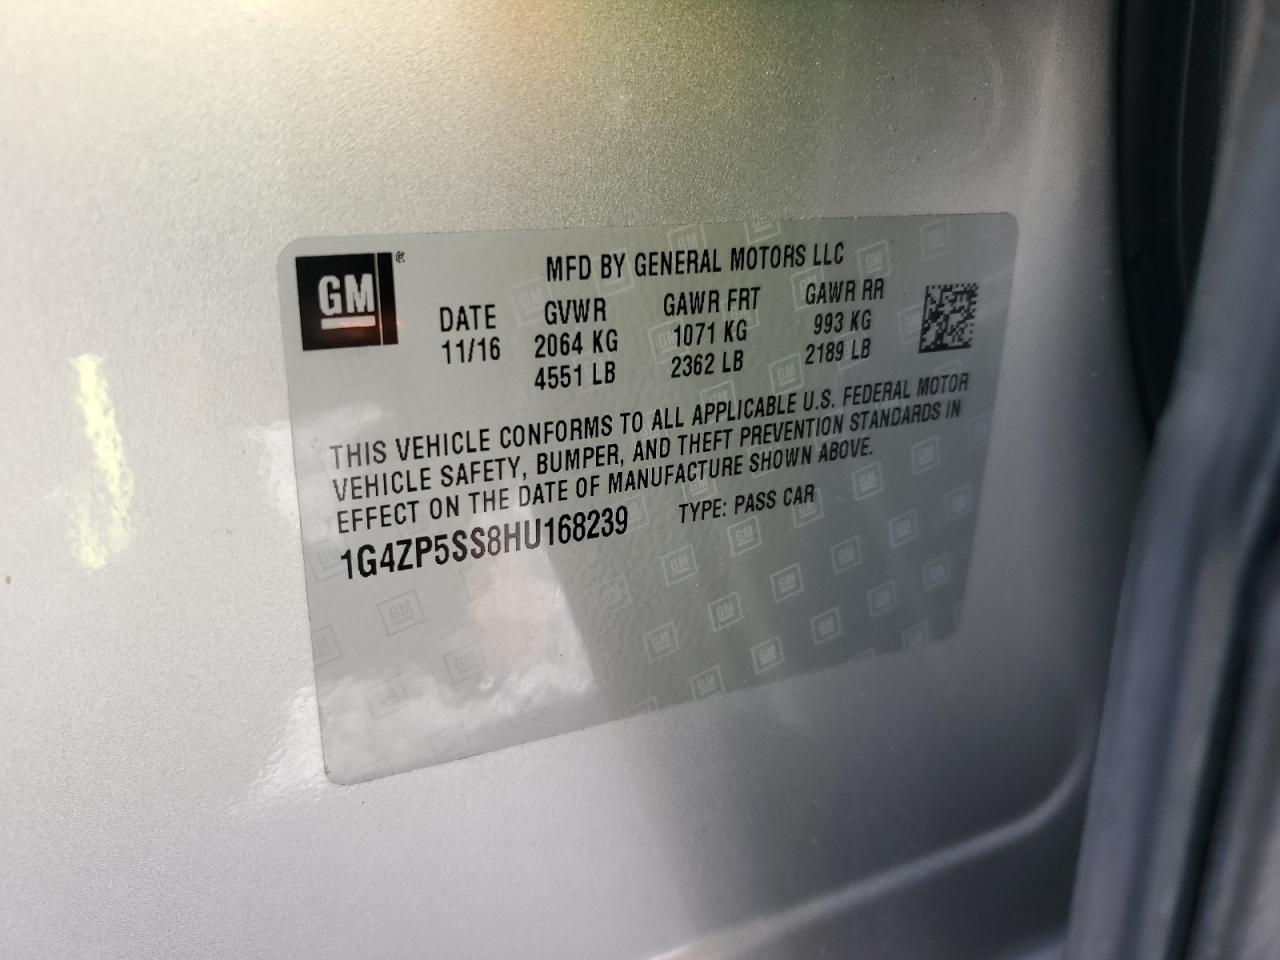 GM ®
MFD BY GENERAL MOTORS LLC
DATE GVWR GAWR FRT GAWR RR
11/16 2064 KG 1071 KG 993 KG
4551 LB 2362 LB 2189 LB
THIS VEHICLE CONFORMS TO ALL APPLICABLE U.S. FEDERAL MOTOR
VEHICLE SAFETY, BUMPER, AND THEFT PREVENTION STANDARDS IN
EFFECT ON THE DATE OF MANUFACTURE SHOWN ABOVE.
1G4ZP5SS8HU168239 TYPE: PASS CAR